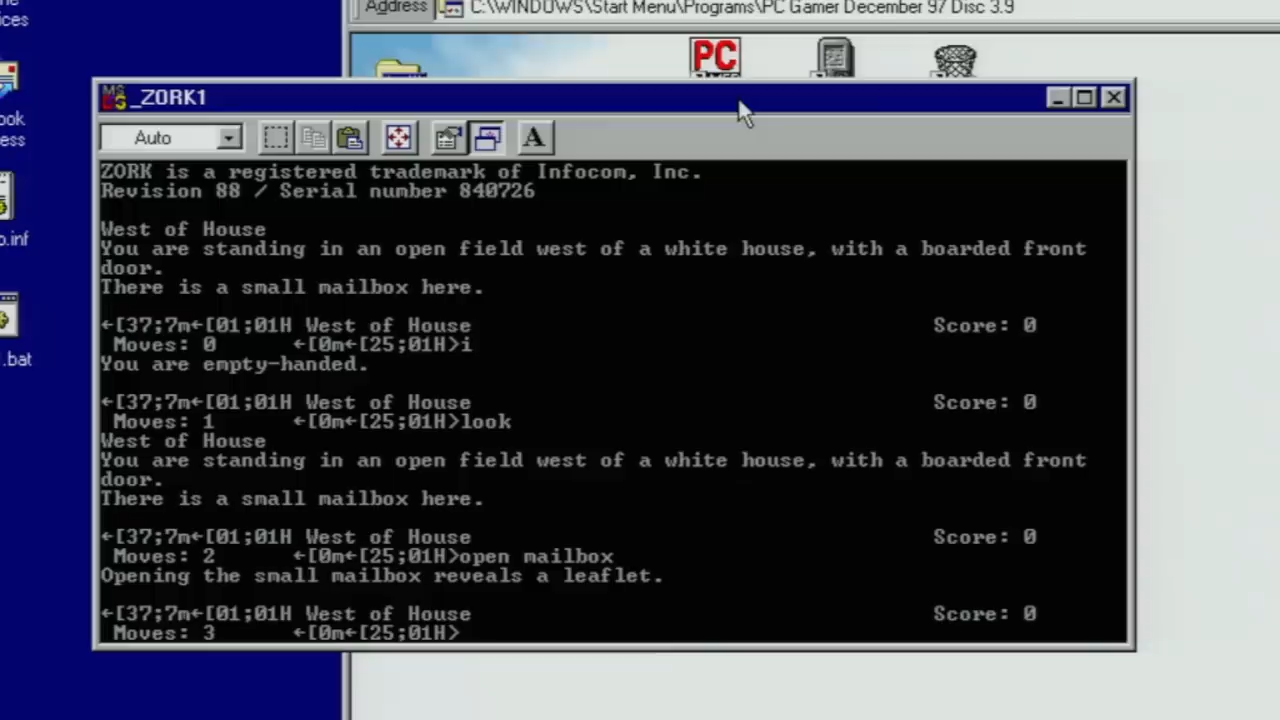 Address C:\WINDOWS\Start Menu\Programs\PC Gamer December 97 Disc 3.9
ices
PC
ook
ess
o.inf
.bat
MS
_ZORK1
Auto
A
ZORK is a registered trademark of Infocom, Inc.
Revision 88 / Serial number 840726
West of House
You are standing in an open field west of a white house, with a boarded front
door.
There is a small mailbox here.
←[37;7m←[01;01H West of House Score: 0
Moves: 0 ←[0m←[25;01H>i
You are empty-handed.
←[37;7m←[01;01H West of House Score: 0
Moves: 1 ←[0m←[25;01H>look
West of House
You are standing in an open field west of a white house, with a boarded front
door.
There is a small mailbox here.
←[37;7m←[01;01H West of House Score: 0
Moves: 2 ←[0m←[25;01H>open mailbox
Opening the small mailbox reveals a leaflet.
←[37;7m←[01;01H West of House Score: 0
Moves: 3 ←[0m←[25;01H>